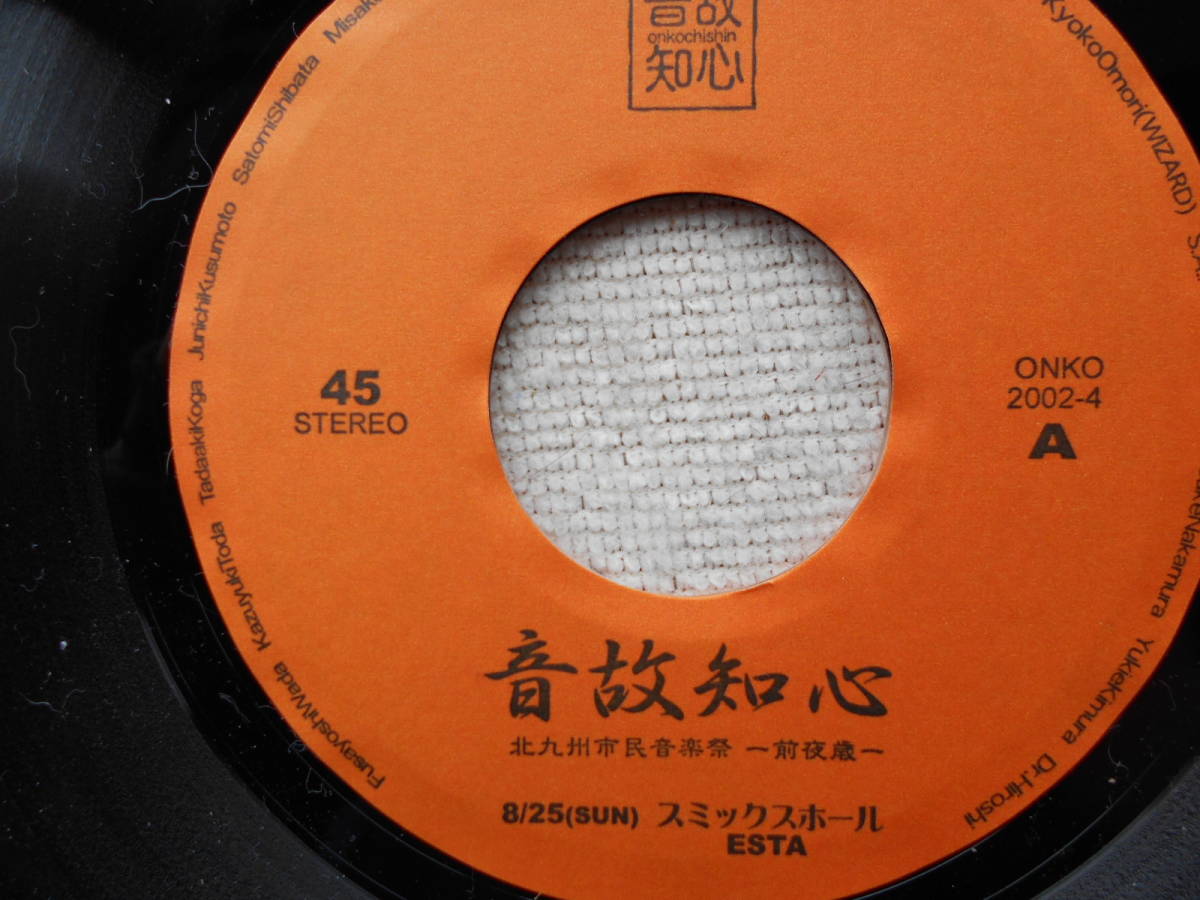 音故
onkochishin
知心
KyokoOmori(WIZARD)
SatomiShibata
JunichiKusumoto
TadaakiKoga
KazuyukiToda
FusayoshiWada
45
STEREO
ONKO
2002-4
A
YukieKimura
Dr.Hiroshi
音故知心
北九州市民音楽祭 ー前夜歳ー
8/25(SUN) スミックスホール
ESTA